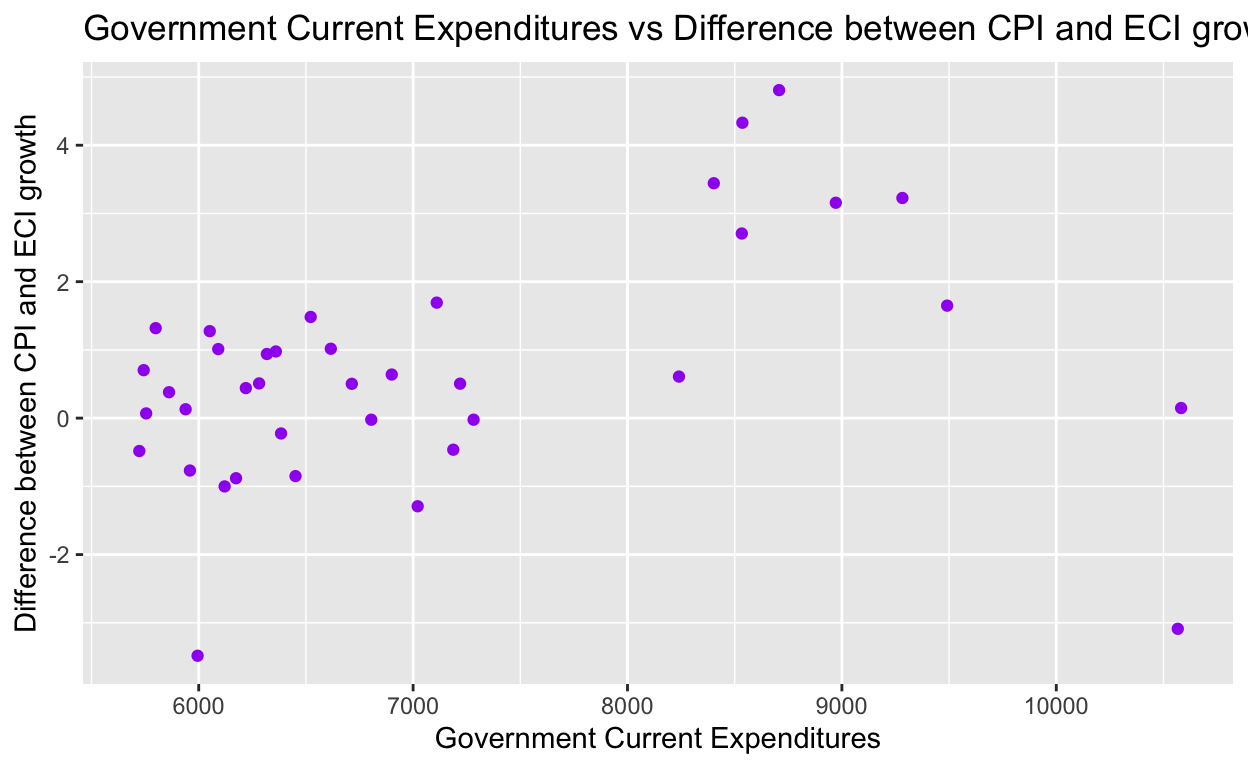 Government Current Expenditures vs Difference between CPI and ECI
Difference between CPI and ECI growth
4
2
0
-2
6000 7000 8000 9000 10000
Government Current Expenditures